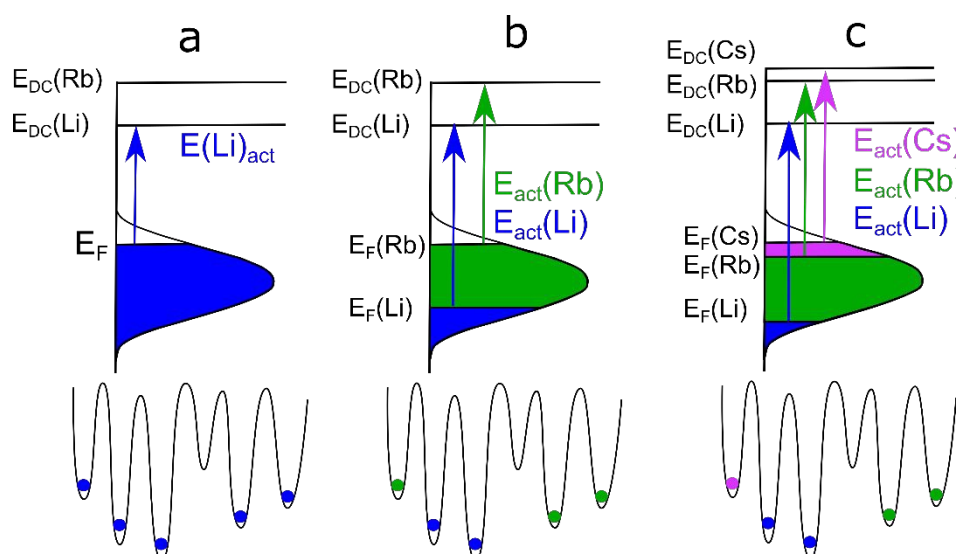 a
E_DC(Rb)
E_DC(Li)
E(Li)_act
E_F
b
E_DC(Rb)
E_DC(Li)
E_act(Rb)
E_act(Li)
E_F(Rb)
E_F(Li)
c
E_DC(Cs)
E_DC(Rb)
E_DC(Li)
E_act(Cs)
E_act(Rb)
E_act(Li)
E_F(Cs)
E_F(Rb)
E_F(Li)